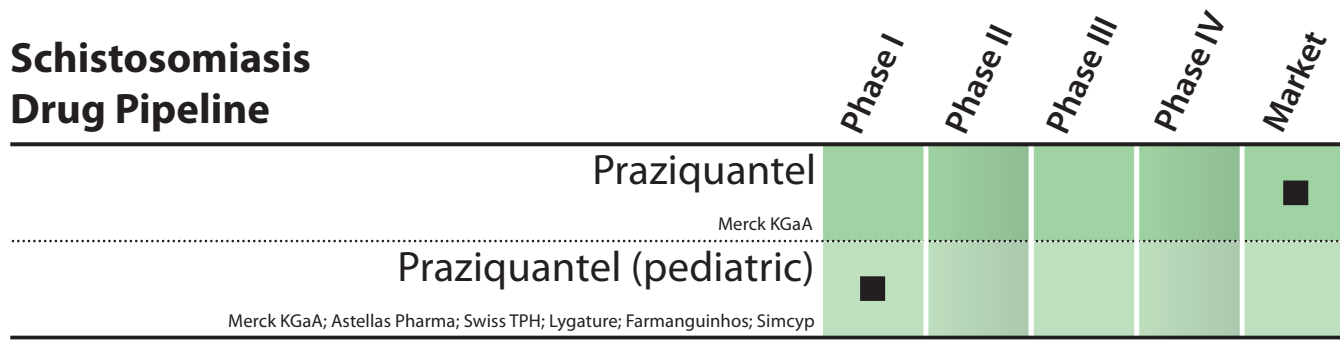 Schistosomiasis
Drug Pipeline
Phase I
Phase II
Phase III
Phase IV
Market
Praziquantel
Merck KGaA
Praziquantel (pediatric)
Merck KGaA; Astellas Pharma; Swiss TPH; Lygature; Farmanguinhos; Simcyp